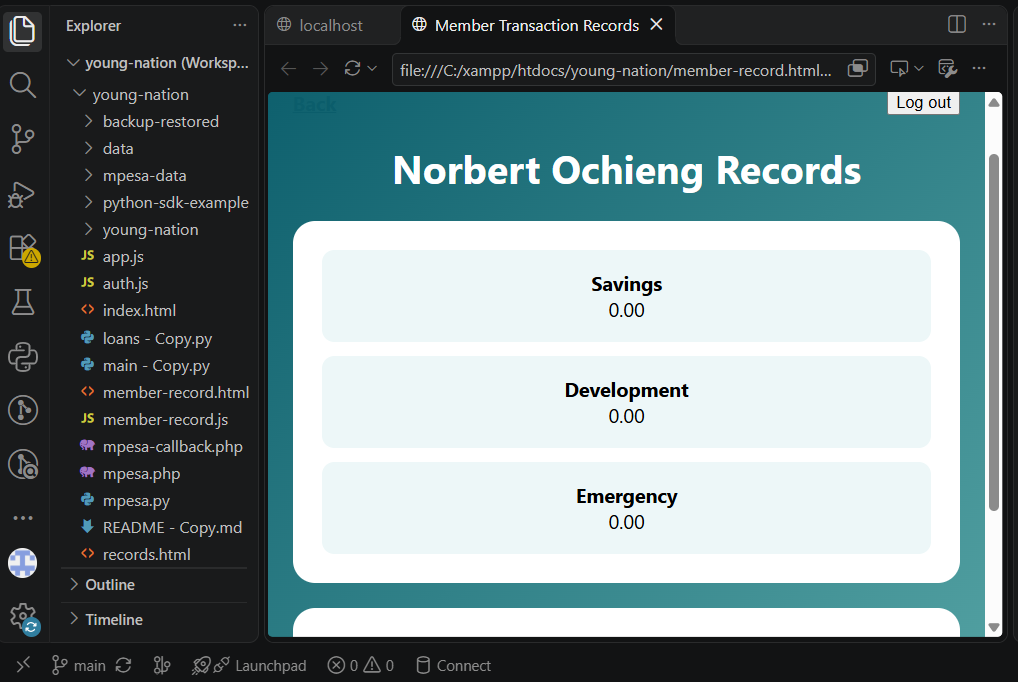 Explorer
localhost
Member Transaction Records
young-nation (Worksp...
young-nation
backup-restored
data
mpesa-data
python-sdk-example
young-nation
JS app.js
JS auth.js
index.html
loans - Copy.py
main - Copy.py
member-record.html
JS member-record.js
mpesa-callback.php
mpesa.php
mpesa.py
README - Copy.md
records.html
Outline
Timeline
file:///C:/xampp/htdocs/young-nation/member-record.html...
Back
Log out
Norbert Ochieng Records
Savings
0.00
Development
0.00
Emergency
0.00
main
Launchpad
0
0
Connect